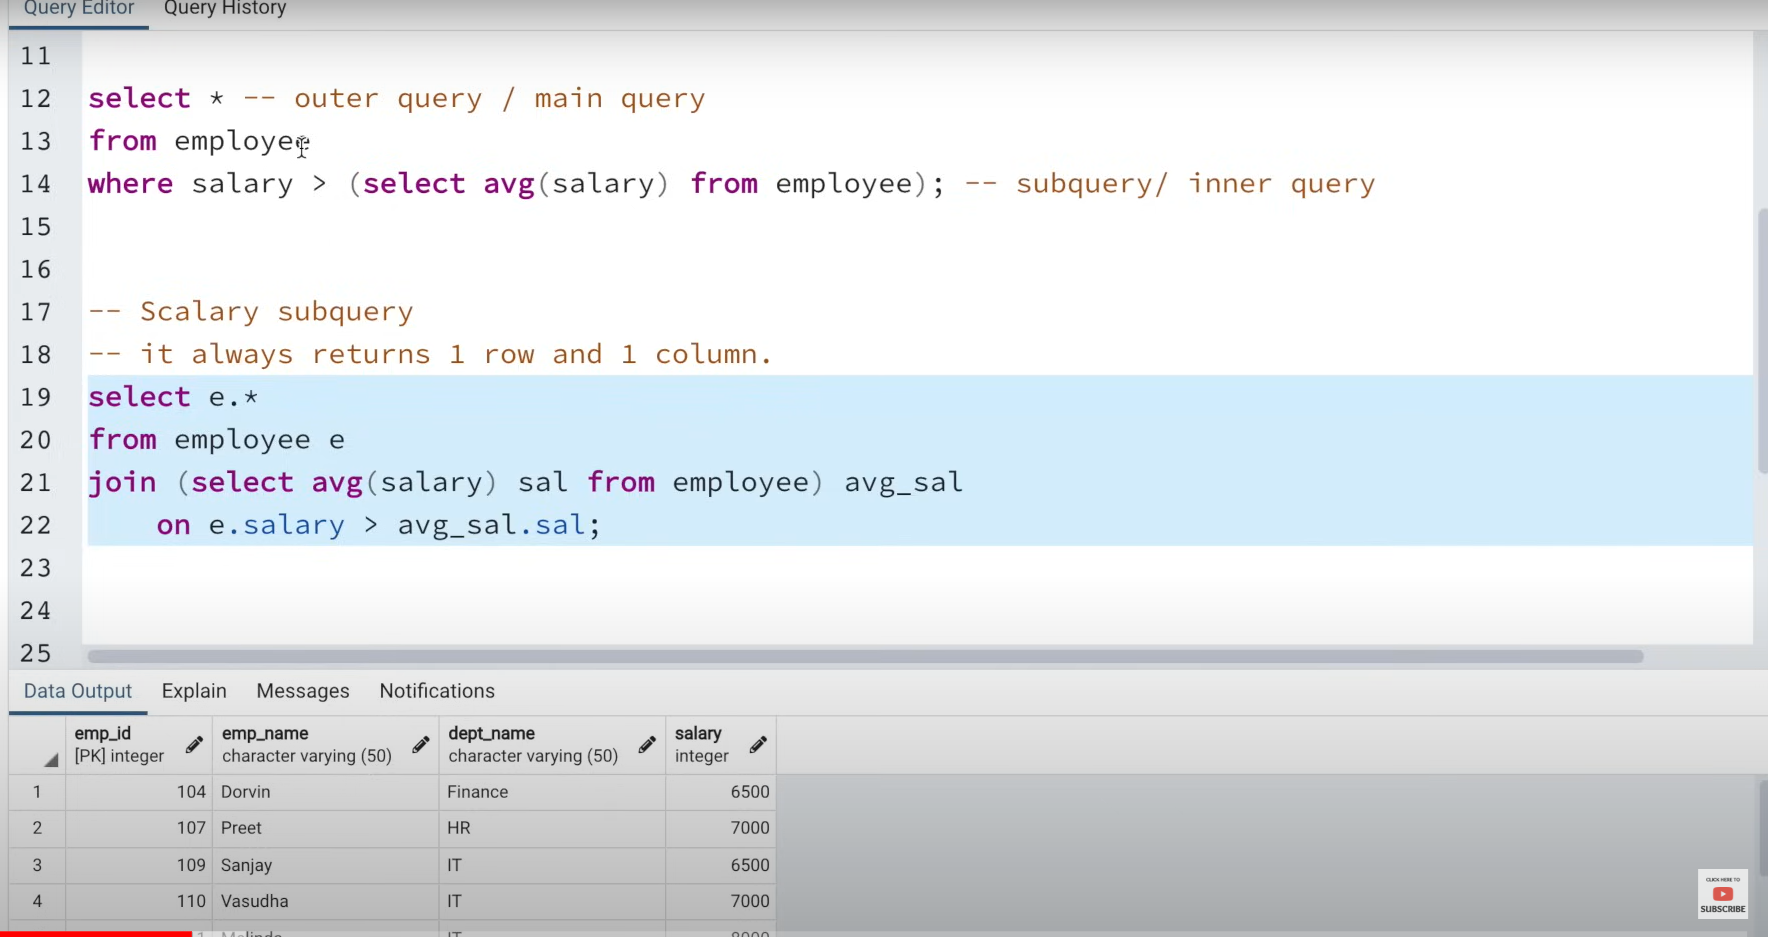 Query Editor Query History
11
12 select * -- outer query / main query
13 from employee
14 where salary > (select avg(salary) from employee); -- subquery/ inner query
15
16
17 -- Scalary subquery
18 -- it always returns 1 row and 1 column.
19 select e.*
20 from employee e
21 join (select avg(salary) sal from employee) avg_sal
22 on e.salary > avg_sal.sal;
23
24
25
Data Output Explain Messages Notifications
emp_id emp_name dept_name salary
[PK] integer character varying (50) character varying (50) integer
1 104 Dorvin Finance 6500
2 107 Preet HR 7000
3 109 Sanjay IT 6500
4 110 Vasudha IT 7000
IT
CLICK HERE TO
SUBSCRIBE